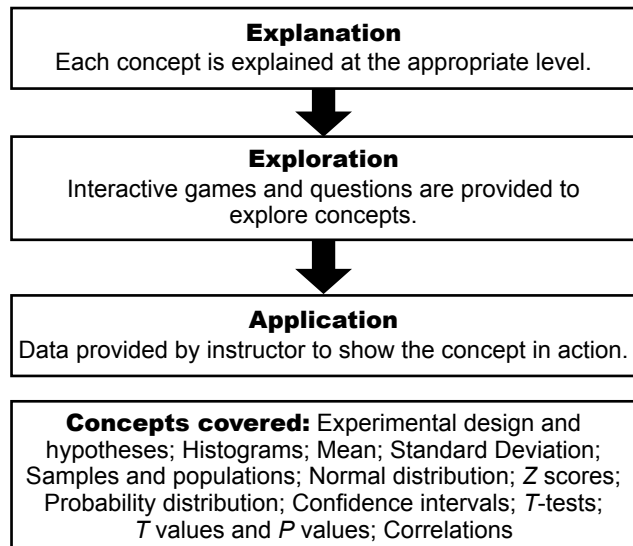 Explanation
Each concept is explained at the appropriate level.
Exploration
Interactive games and questions are provided to
explore concepts.
Application
Data provided by instructor to show the concept in action.
Concepts covered: Experimental design and
hypotheses; Histograms; Mean; Standard Deviation;
Samples and populations; Normal distribution; Z scores;
Probability distribution; Confidence intervals; T-tests;
T values and P values; Correlations